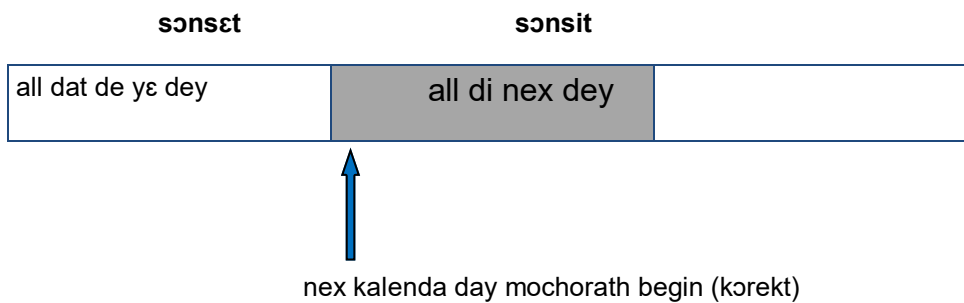 sɔnsɛt sɔnsit
all dat de yɛ dey all di nex dey
nex kalenda day mochorath begin (kɔrekt)